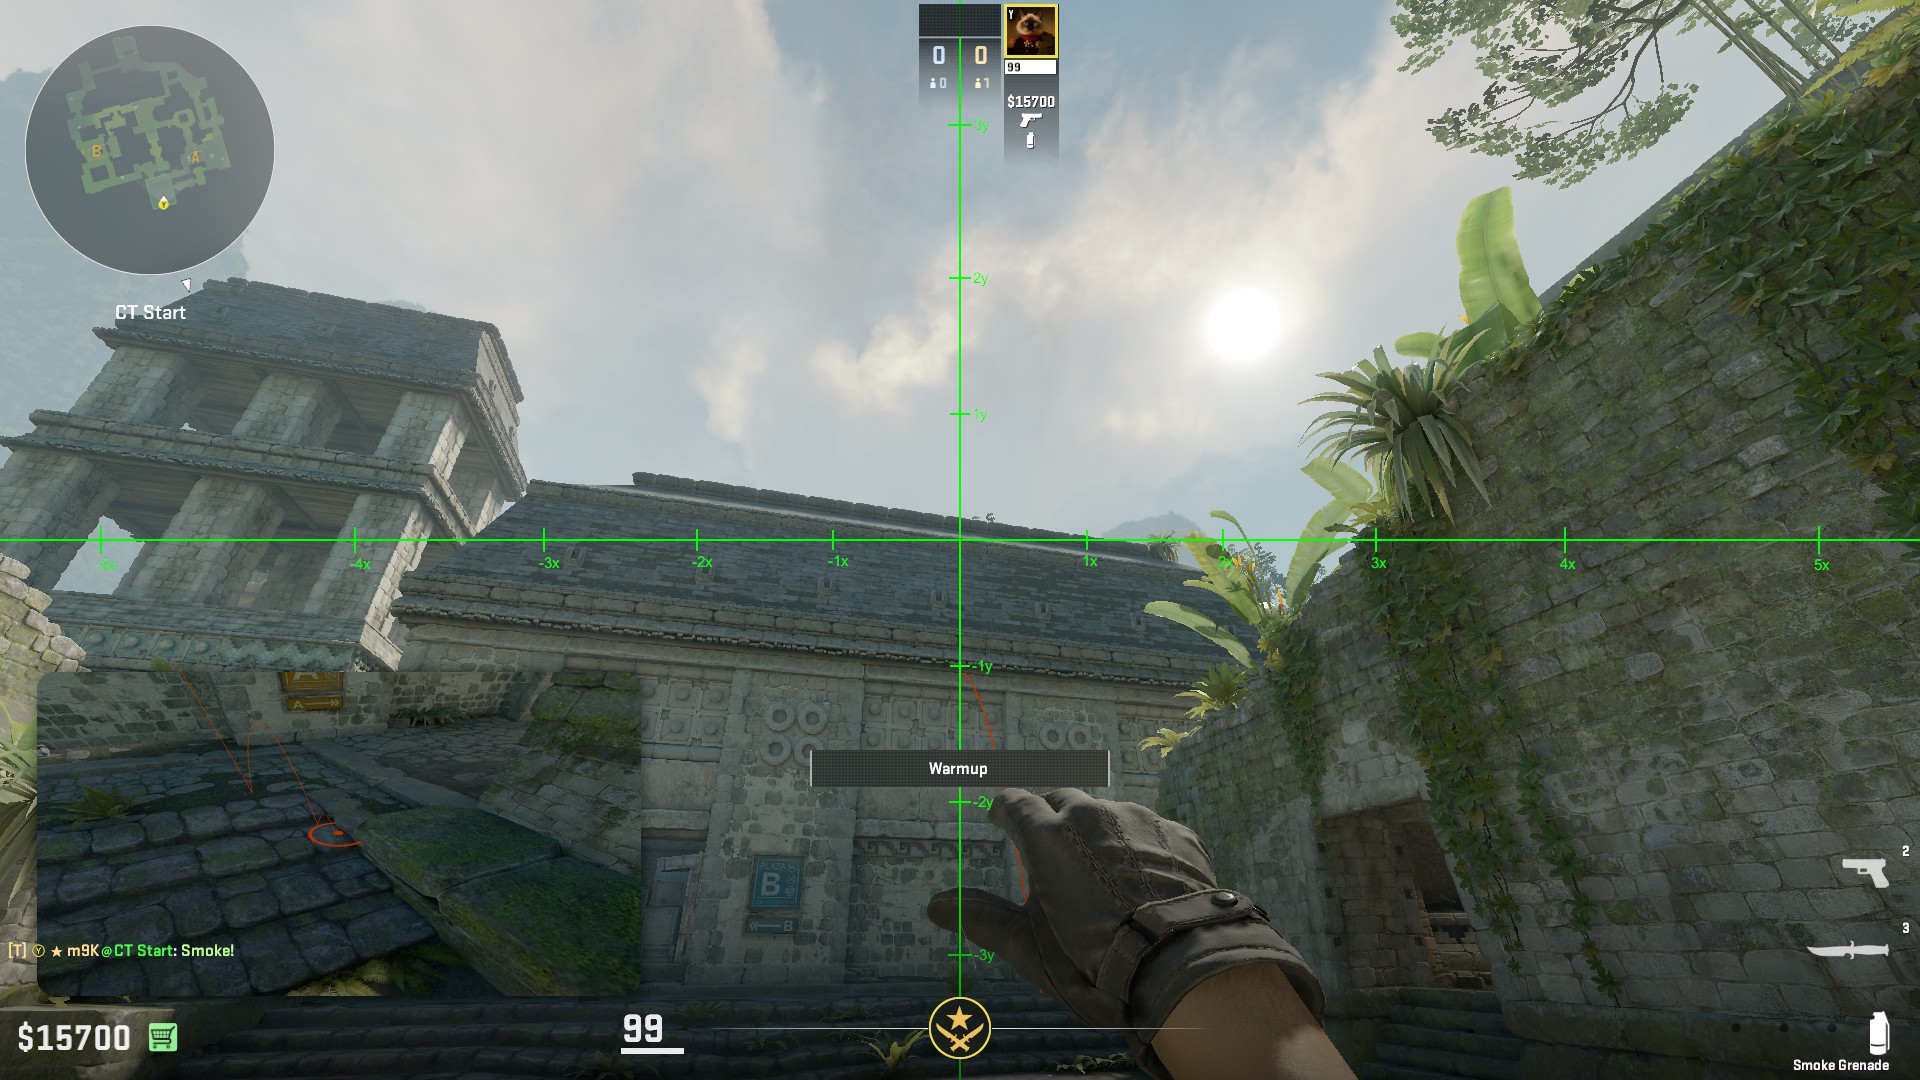 Y
0 0
99
0 1
$15700
3y
B
A
Y
2y
CT Start
1y
-4x
-3x
-2x
-1x
1x
2x
3x
4x
5x
-1y
A
A
Warmup
-2y
PLAZA
B
B
2
3
[T] Y ★ m9K@CT Start: Smoke!
-3y
$15700
99
Smoke Grenade